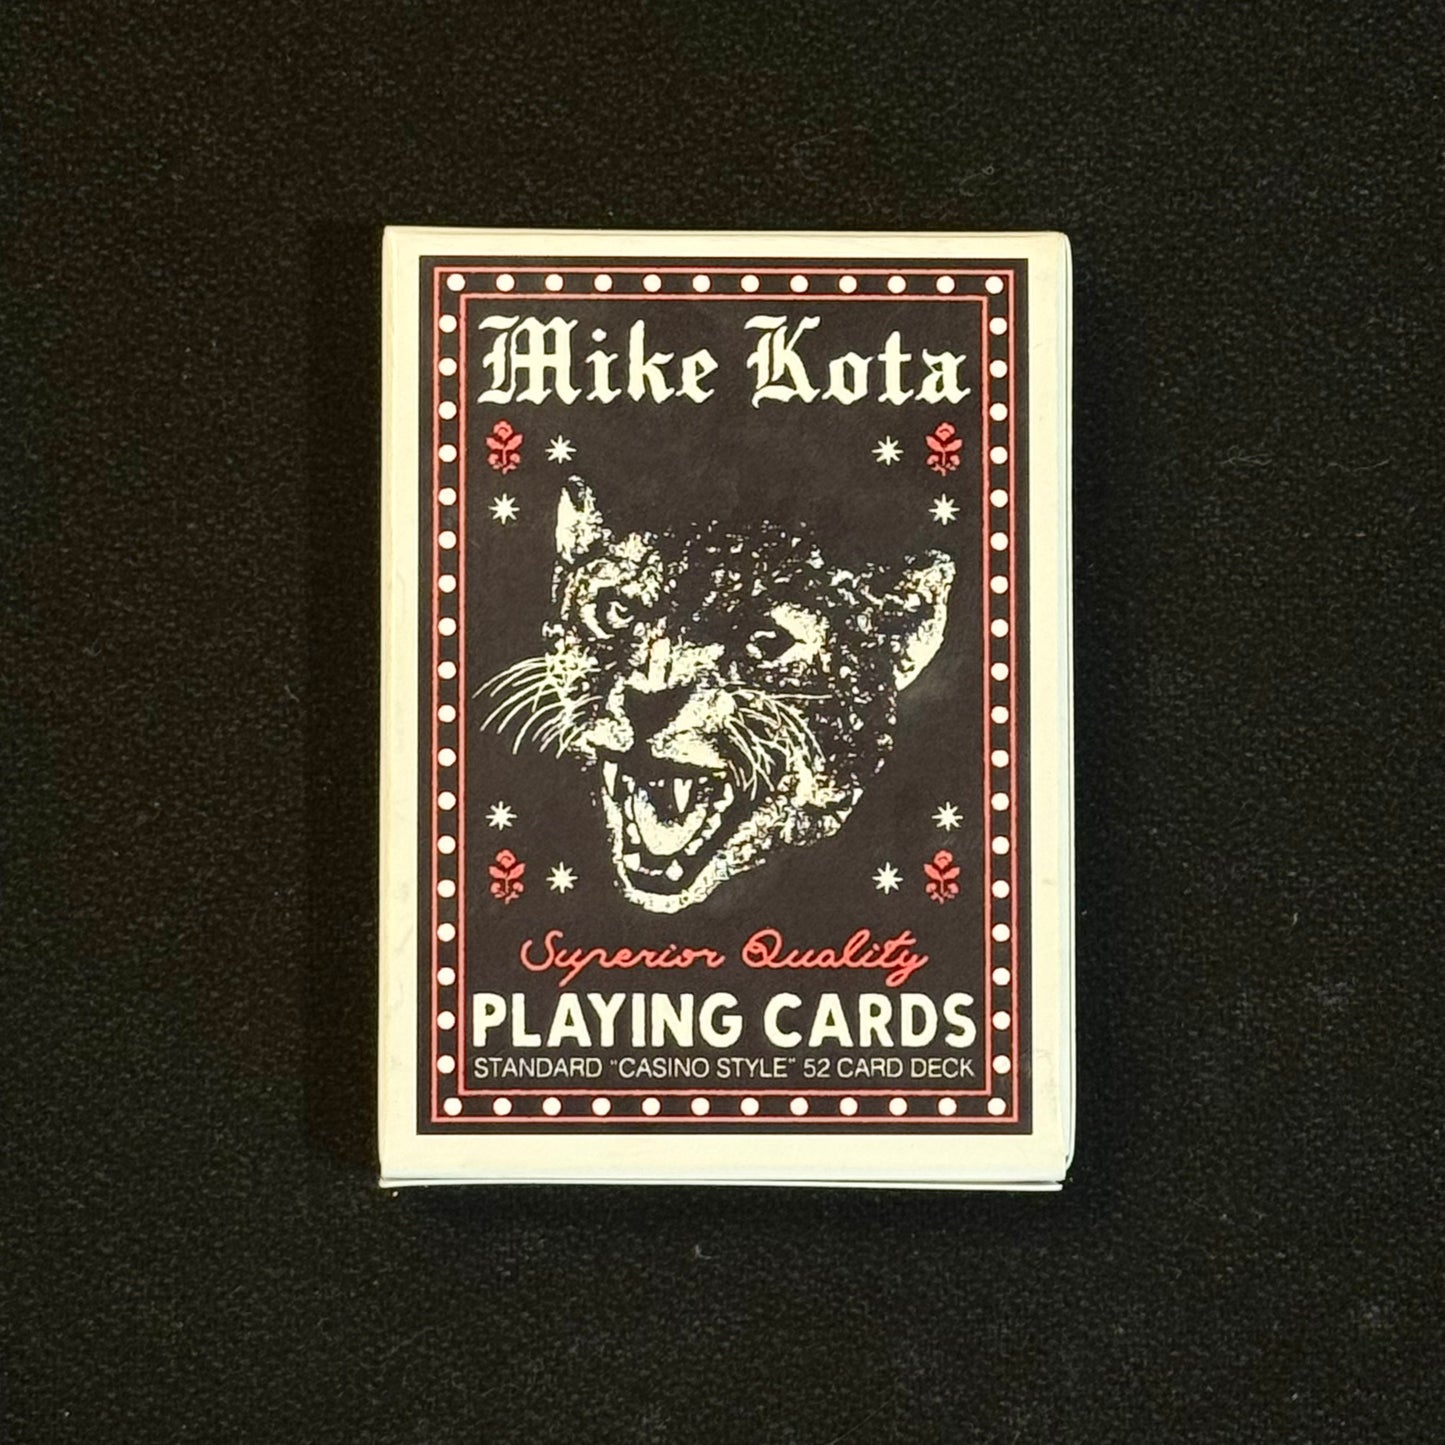 Mike Kota
Superior Quality
PLAYING CARDS
STANDARD "CASINO STYLE" 52 CARD DECK